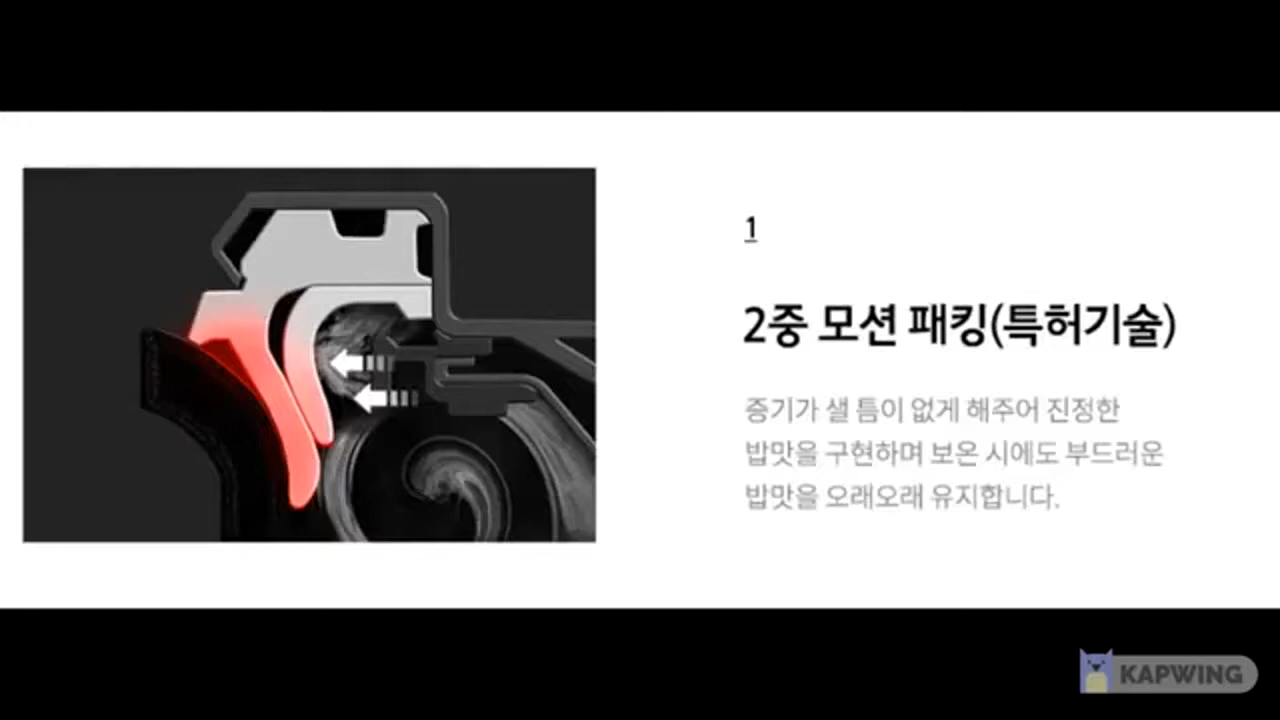 1
2중 모션 패킹(특허기술)
증기가 샐 틈이 없게 해주어 진정한
밥맛을 구현하며 보온 시에도 부드러운
밥맛을 오래오래 유지합니다.
KAPWING